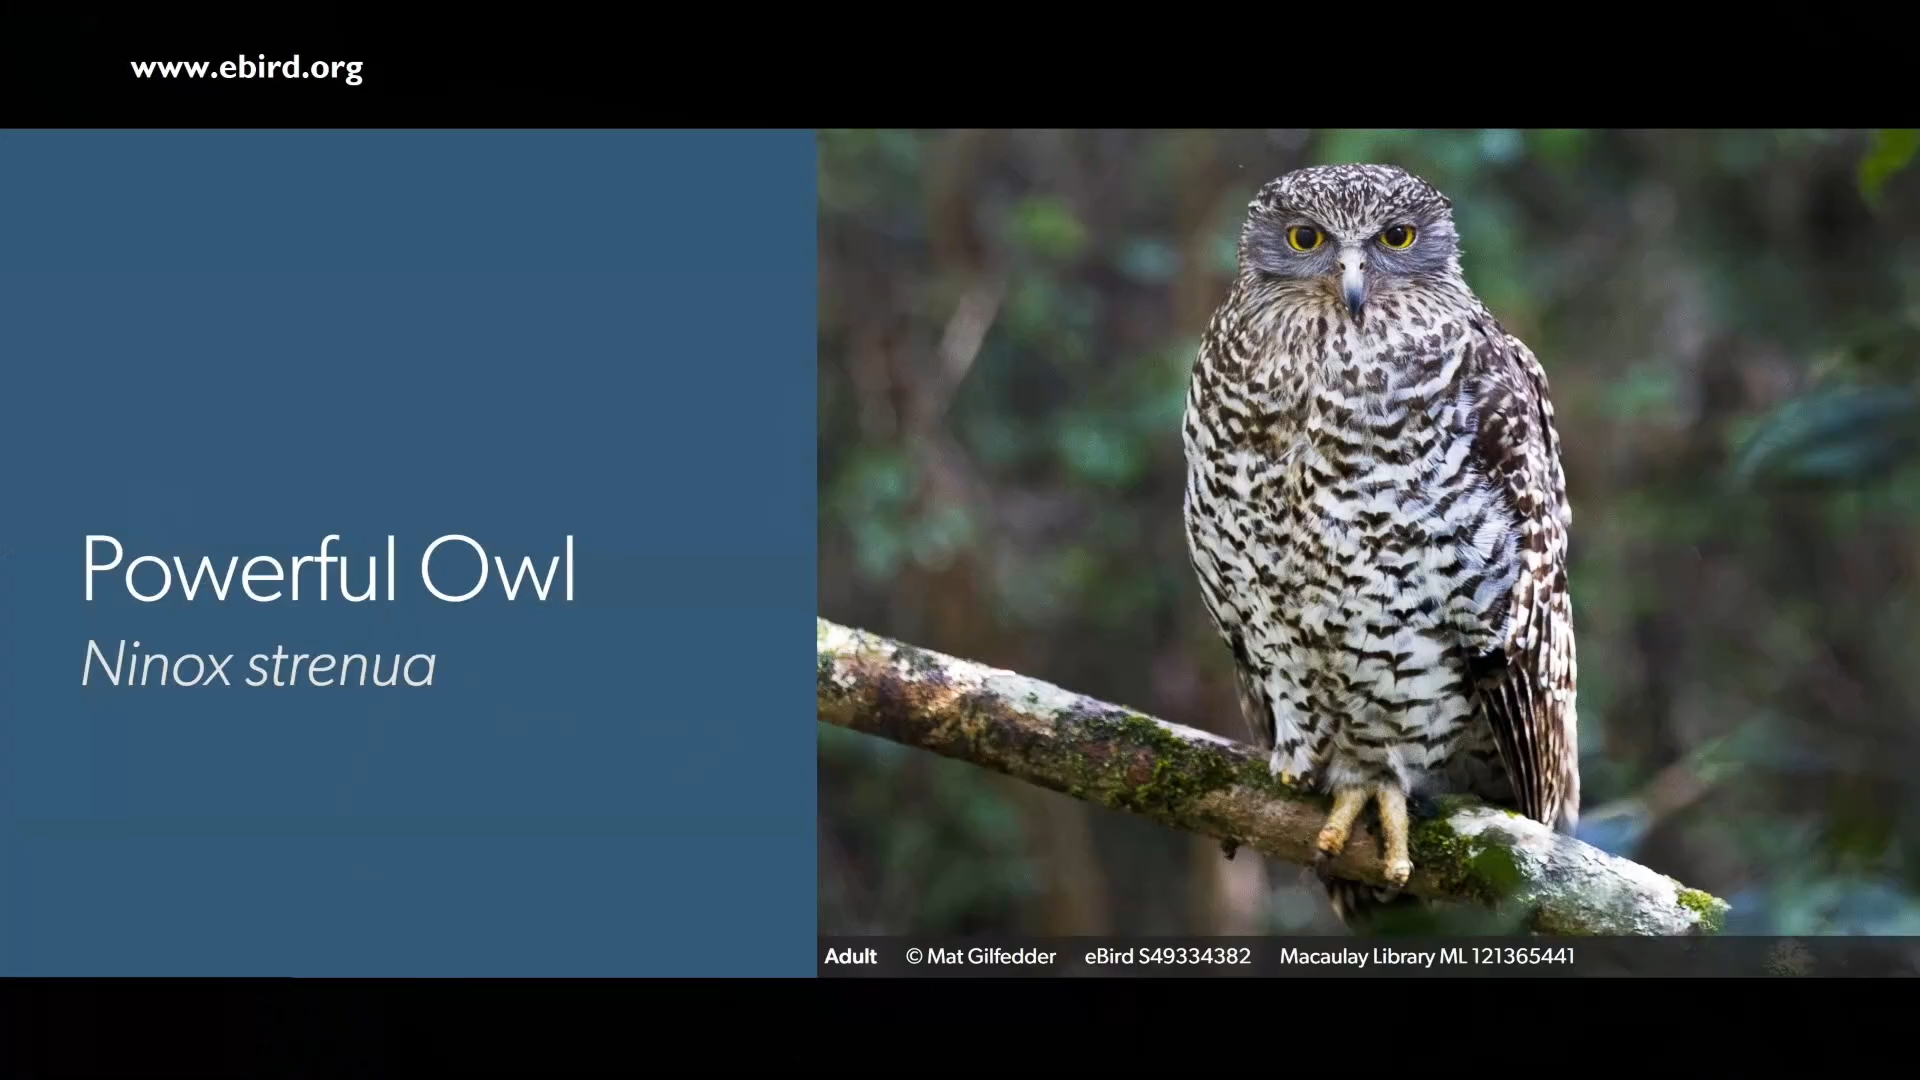 www.ebird.org
Powerful Owl
Ninox strenua
Adult © Mat Gilfedder eBird S49334382 Macaulay Library ML 121365441